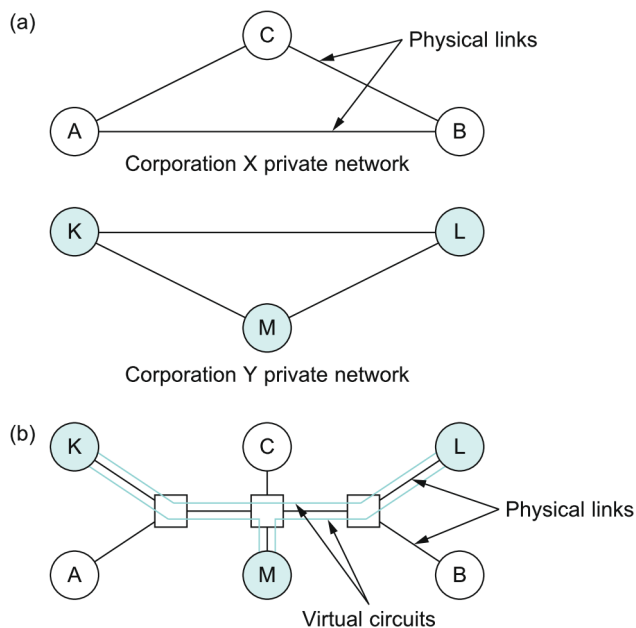 (a)
C
Physical links
A
B
Corporation X private network
K
L
M
Corporation Y private network
(b)
K
C
L
Physical links
A
M
B
Virtual circuits